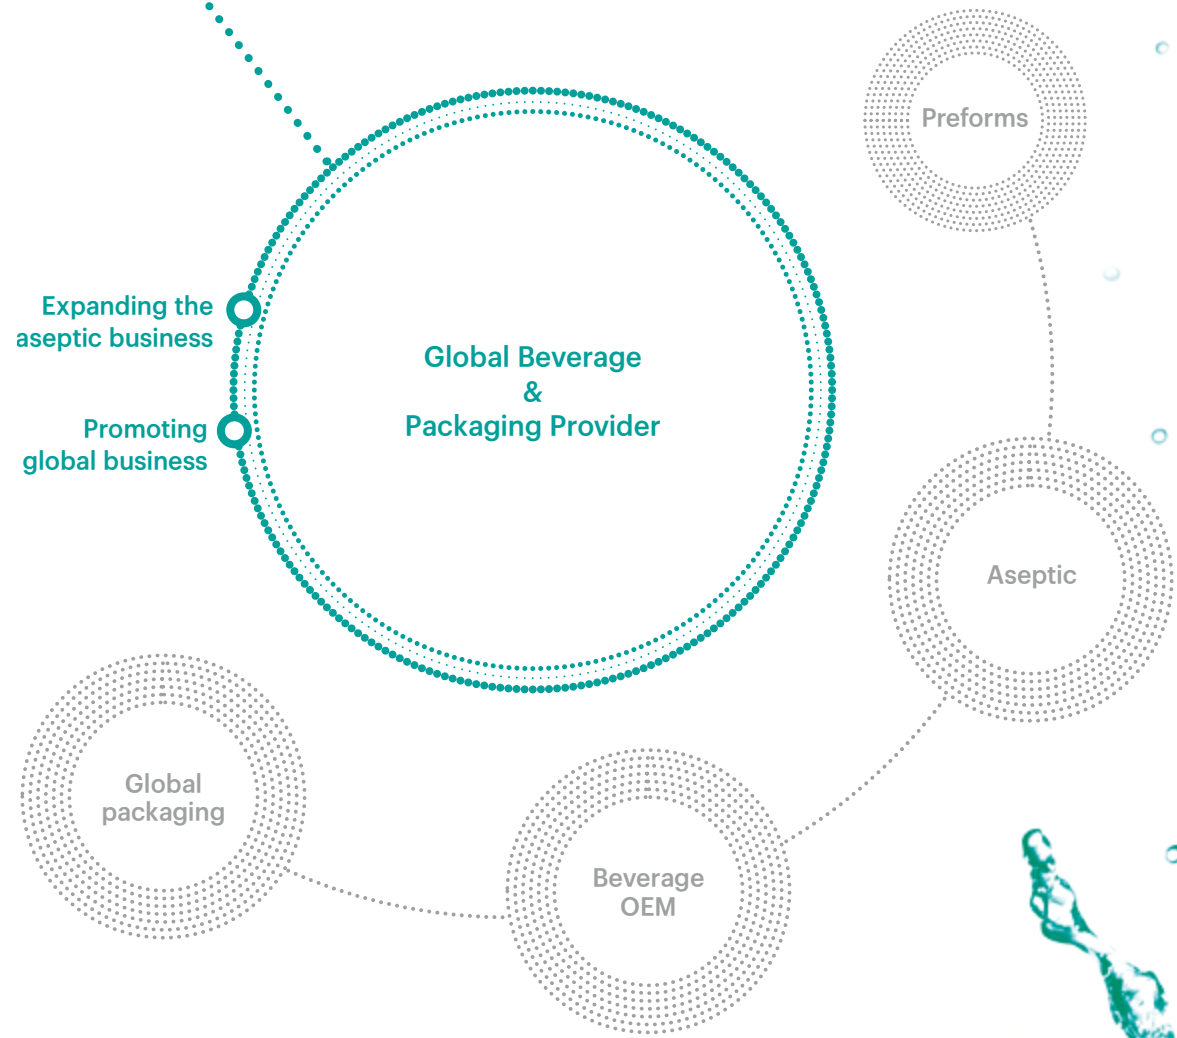 Preforms
Expanding the
aseptic business
Global Beverage
&
Packaging Provider
Promoting
global business
Aseptic
Global
packaging
Beverage
OEM